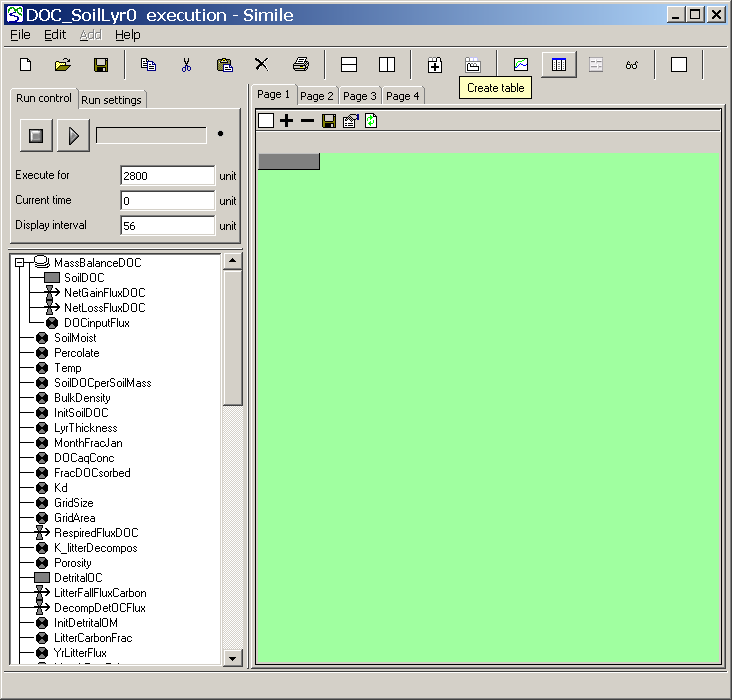 DOC_SoilLyr0 execution - Simile
File Edit Add Help
Create table
Run control Run settings
Page 1 Page 2 Page 3 Page 4
Execute for 2800 unit
Current time 0 unit
Display interval 56 unit
MassBalanceDOC
SoilDOC
NetGainFluxDOC
NetLossFluxDOC
DOCinputFlux
SoilMoist
Percolate
Temp
SoilDOCperSoilMass
BulkDensity
InitSoilDOC
LyrThickness
MonthFracJan
DOCaqConc
FracDOCsorbed
Kd
GridSize
GridArea
RespiredFluxDOC
K_litterDecompos
Porosity
DetritalOC
LitterFallFluxCarbon
DecompDetOCFlux
InitDetritalOM
LitterCarbonFrac
YrLitterFlux